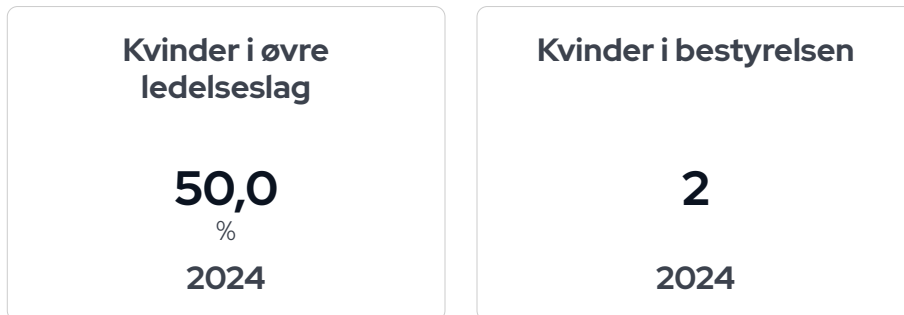 Kvinder i øvre
ledelseslag
50,0
%
2024
Kvinder i bestyrelsen
2
2024